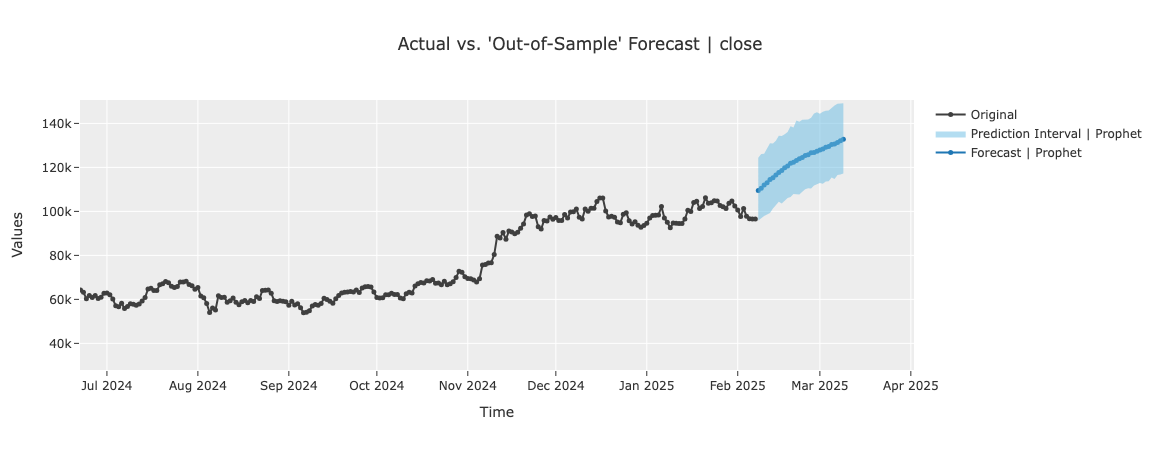 Actual vs. 'Out-of-Sample' Forecast | close
Original
Prediction Interval | Prophet
Forecast | Prophet
Values
140k
120k
100k
80k
60k
40k
Jul 2024 Aug 2024 Sep 2024 Oct 2024 Nov 2024 Dec 2024 Jan 2025 Feb 2025 Mar 2025 Apr 2025
Time